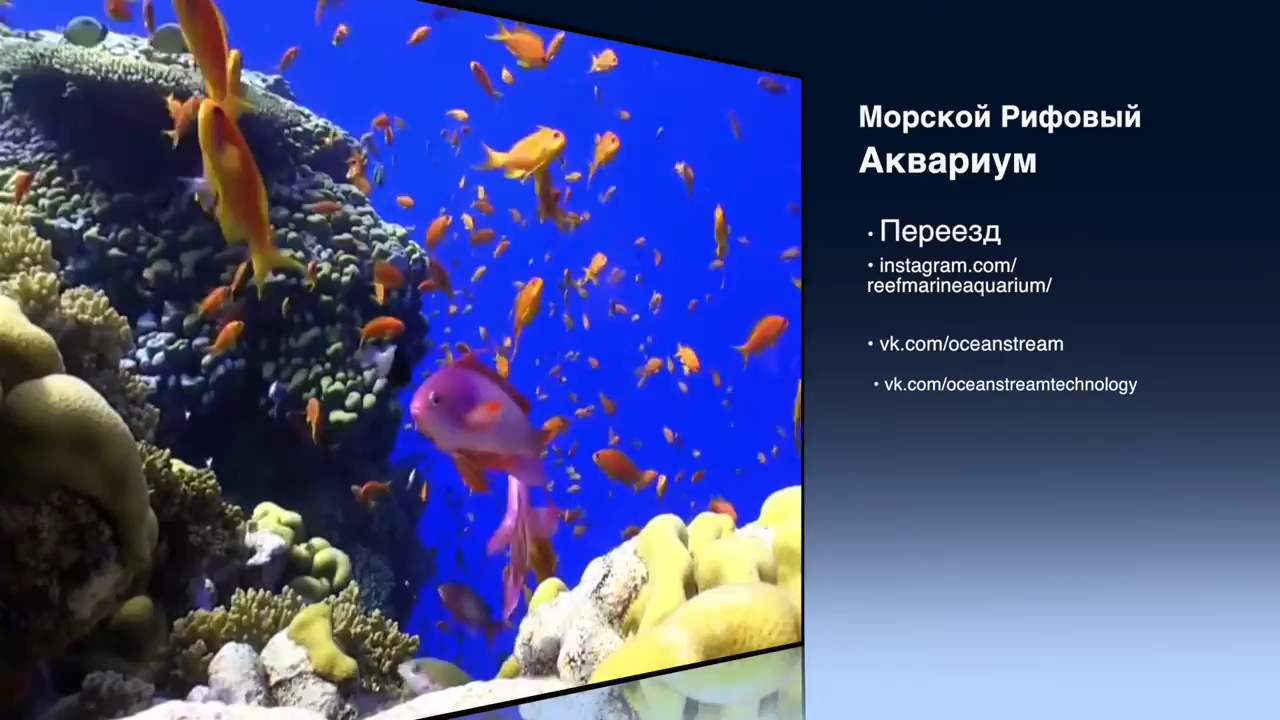 Морской Рифовый
Аквариум
• Переезд
• instagram.com/
reefmarineaquarium/
• vk.com/oceanstream
• vk.com/oceanstreamtechnology